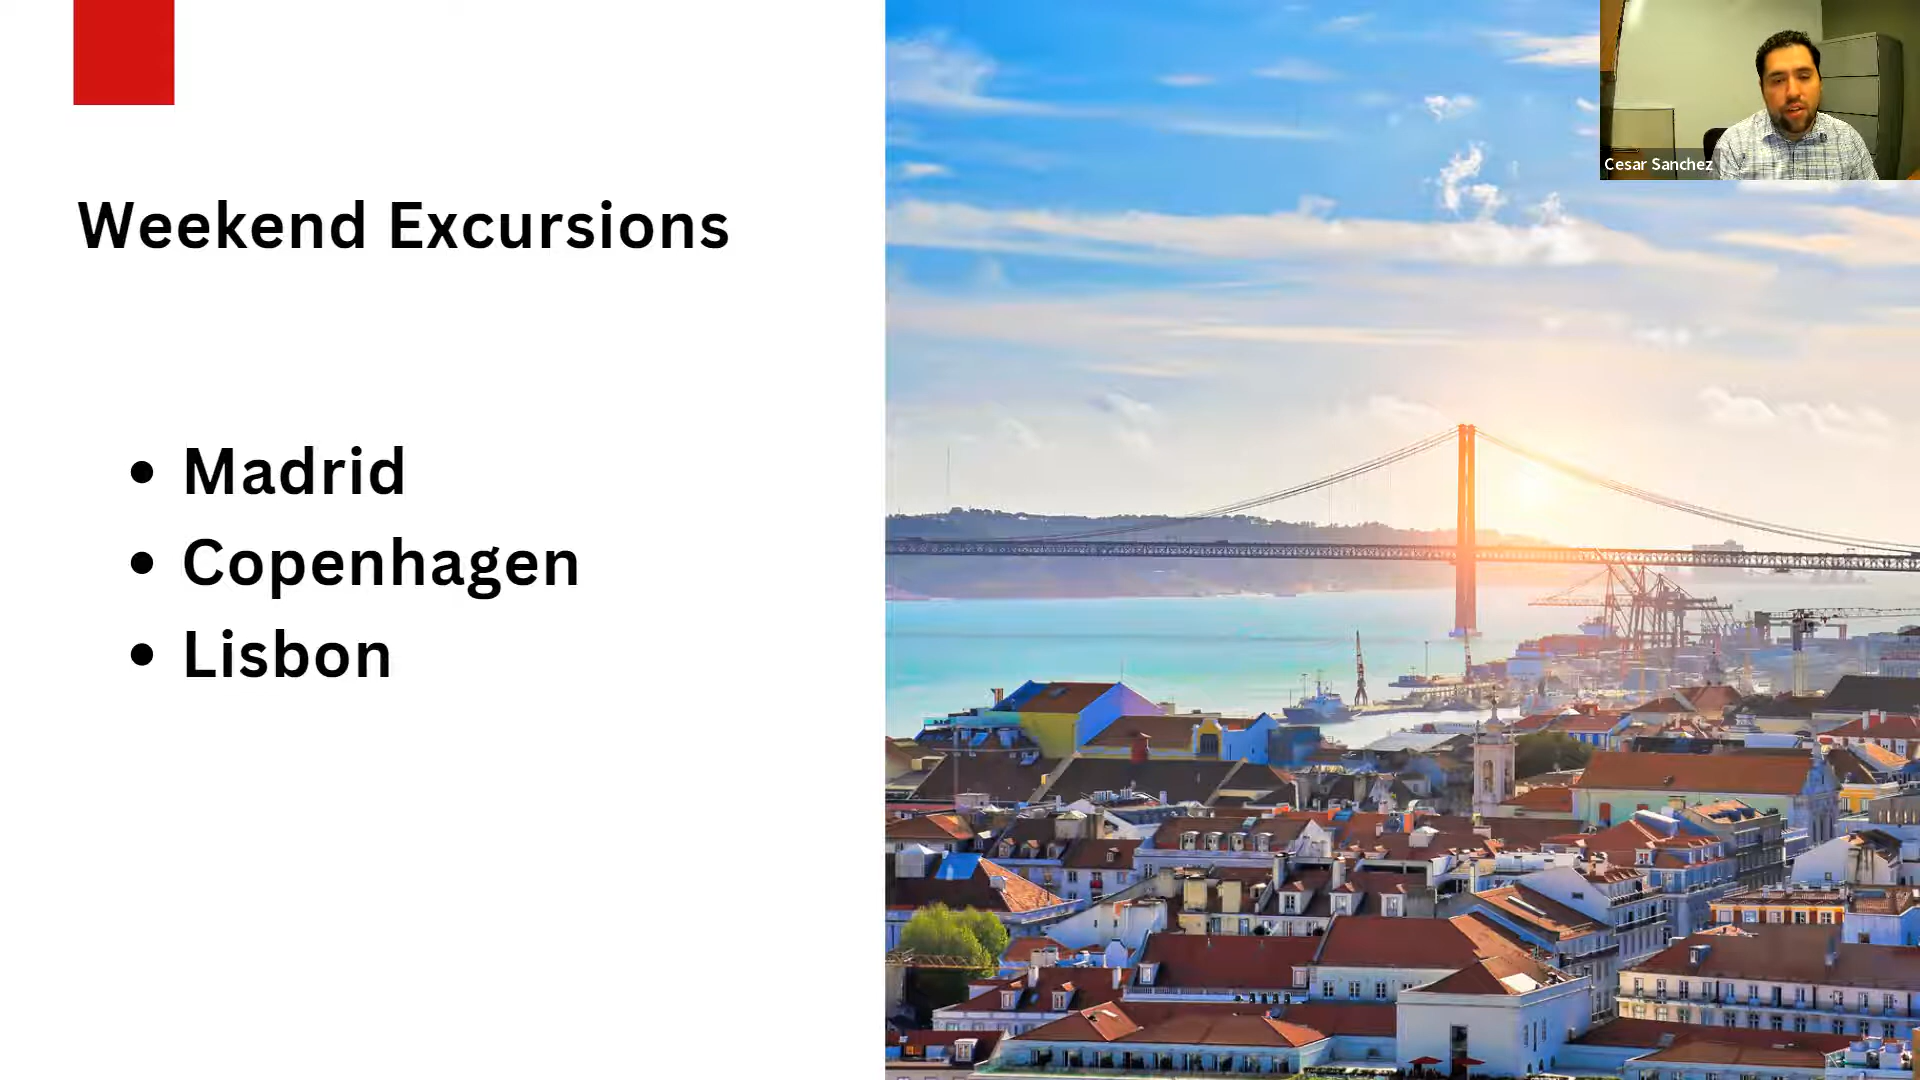 Weekend Excursions
• Madrid
• Copenhagen
• Lisbon
Cesar Sanchez